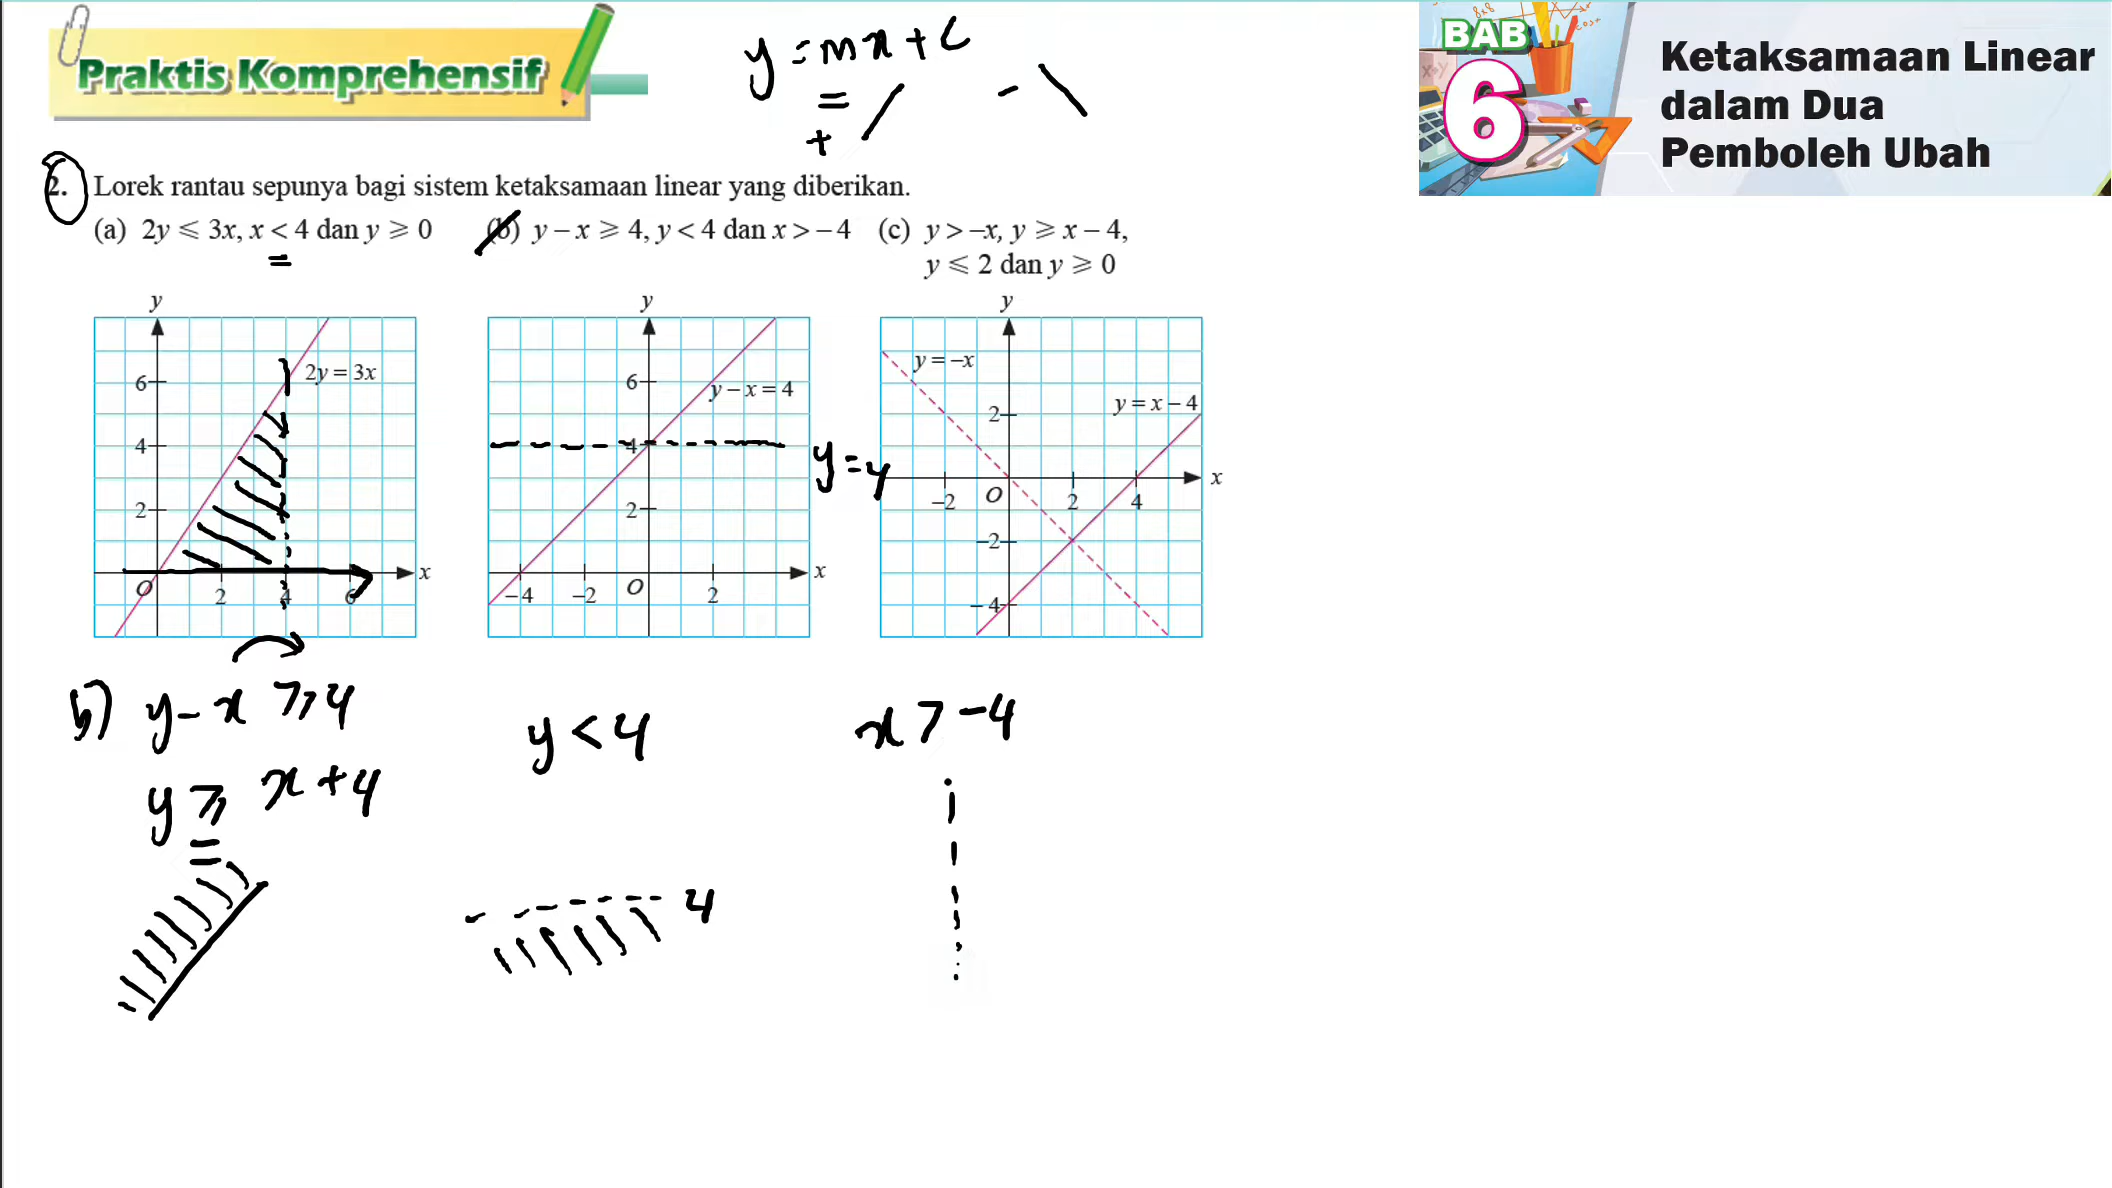 Praktis Komprehensif
y = mx + c
=
+ / - \
BAB 6
Ketaksamaan Linear
dalam Dua
Pemboleh Ubah
2. Lorek rantau sepunya bagi sistem ketaksamaan linear yang diberikan.
(a) 2y ⩽ 3x, x < 4 dan y ⩾ 0
(b) y – x ⩾ 4, y < 4 dan x > – 4
(c) y > –x, y ⩾ x – 4,
y ⩽ 2 dan y ⩾ 0
y
6
4
2
O 2 4 6 x
2y = 3x
y
6
4
2
–4 –2 O 2 x
y – x = 4
y = 4
y
y = –x
y = x – 4
2
–2 O 2 4 x
–2
–4
b) y - x ⩾ 4
y ⩾ x + 4
y < 4
4
x > -4